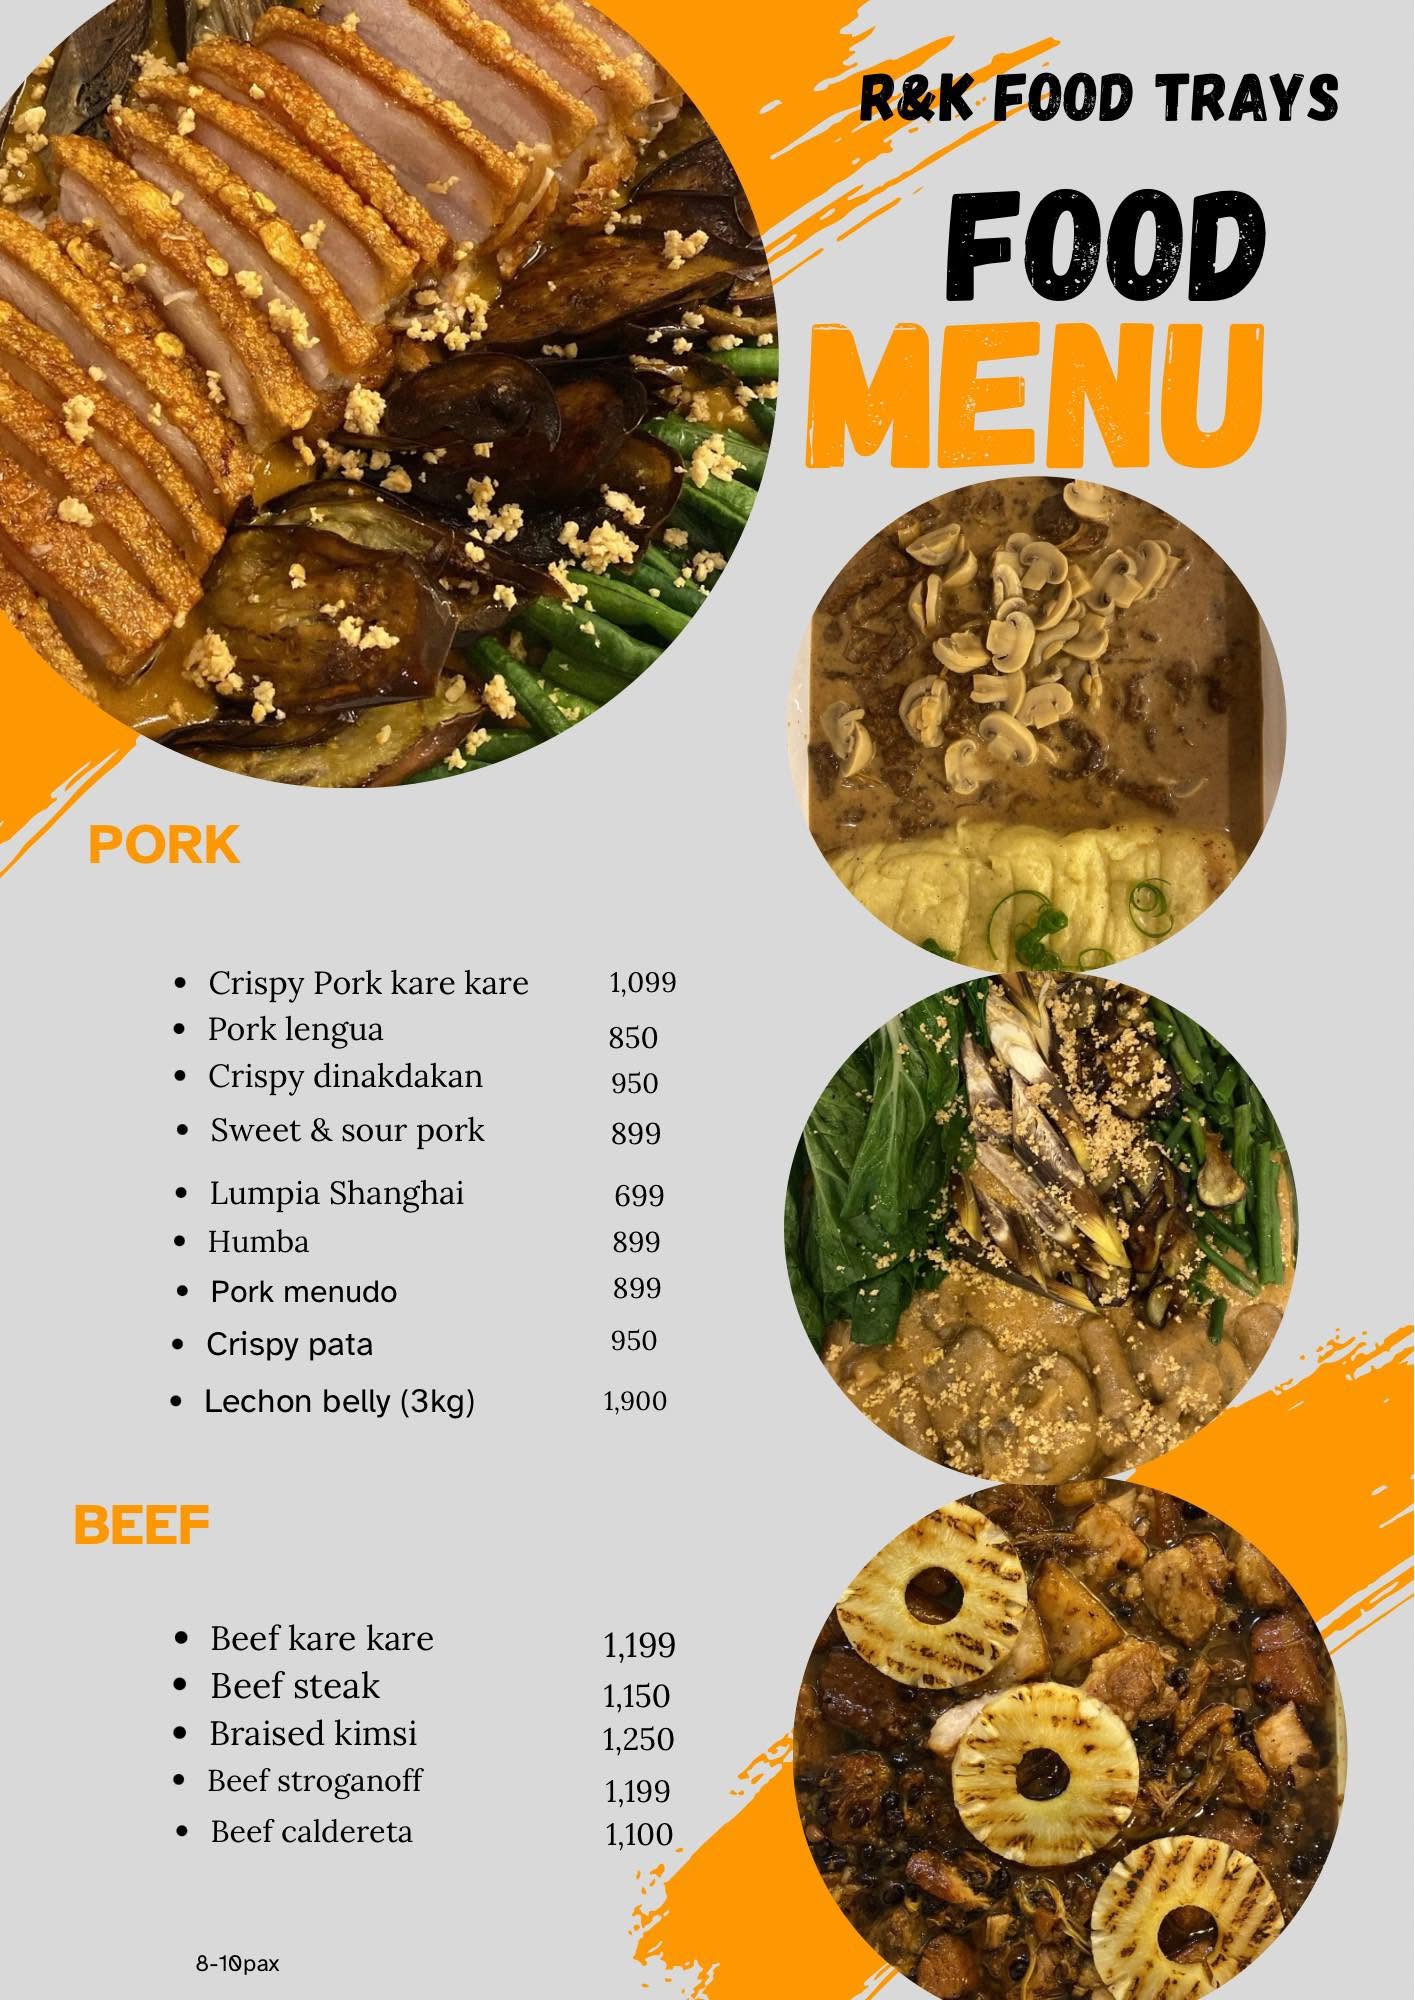 R&K FOOD TRAYS
FOOD
MENU
PORK
• Crispy Pork kare kare 1,099
• Pork lengua 850
• Crispy dinakdakan 950
• Sweet & sour pork 899
• Lumpia Shanghai 699
• Humba 899
• Pork menudo 899
• Crispy pata 950
• Lechon belly (3kg) 1,900
BEEF
• Beef kare kare 1,199
• Beef steak 1,150
• Braised kimsi 1,250
• Beef stroganoff 1,199
• Beef caldereta 1,100
8-10pax